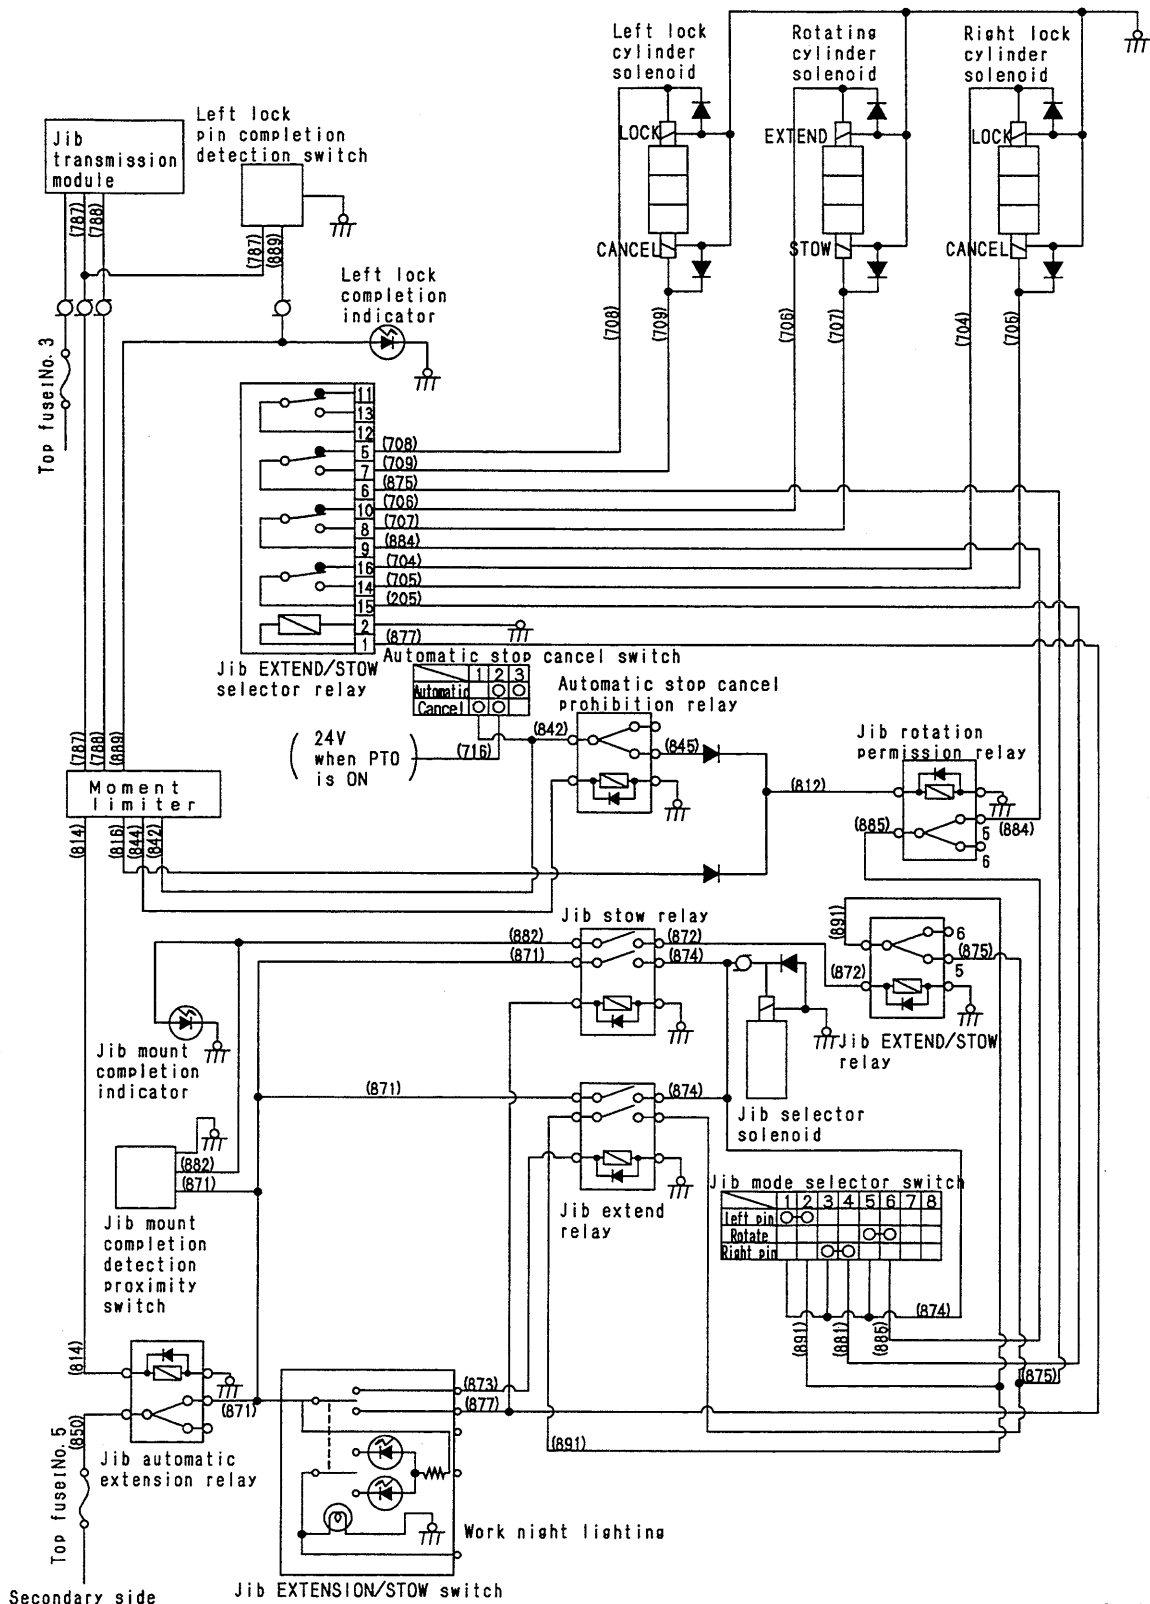 Left lock
cylinder
solenoid
Rotating
cylinder
solenoid
Right lock
cylinder
solenoid
LOCK
EXTEND
LOCK
CANCEL
STOW
CANCEL
(708)
(709)
(706)
(707)
(704)
(705)
Jib
transmission
module
Left lock
pin completion
detection switch
(787)
(788)
(787)
(889)
Left lock
completion
indicator
Top fuse No. 3
11
13
12
5 (708)
7 (709)
6 (875)
10 (706)
8 (707)
9 (884)
16 (704)
14 (705)
15 (205)
2
1 (877)
Jib EXTEND/STOW
selector relay
Automatic stop cancel switch
1 2 3
Automatic
Cancel
24V
when PTO
is ON
(716)
(842)
Automatic stop cancel
prohibition relay
(845)
(812)
Jib rotation
permission relay
(885)
5
(884)
6
(787)
(788)
(889)
Moment
limiter
(814)
(816)
(844)
(842)
Jib stow relay
(882)
(871)
(872)
(874)
(891)
6
(875)
5
(872)
Jib EXTEND/STOW
relay
Jib mount
completion
indicator
(871)
(874)
Jib selector
solenoid
Jib extend
relay
(882)
(871)
Jib mount
completion
detection
proximity
switch
Jib mode selector switch
1 2 3 4 5 6 7 8
Left pin
Rotate
Right pin
(874)
(891)
(881)
(885)
(875)
(814)
(871)
(850)
Jib automatic
extension relay
Top fuse No. 5
Secondary side
(873)
(877)
(891)
Work night lighting
Jib EXTENSION/STOW switch